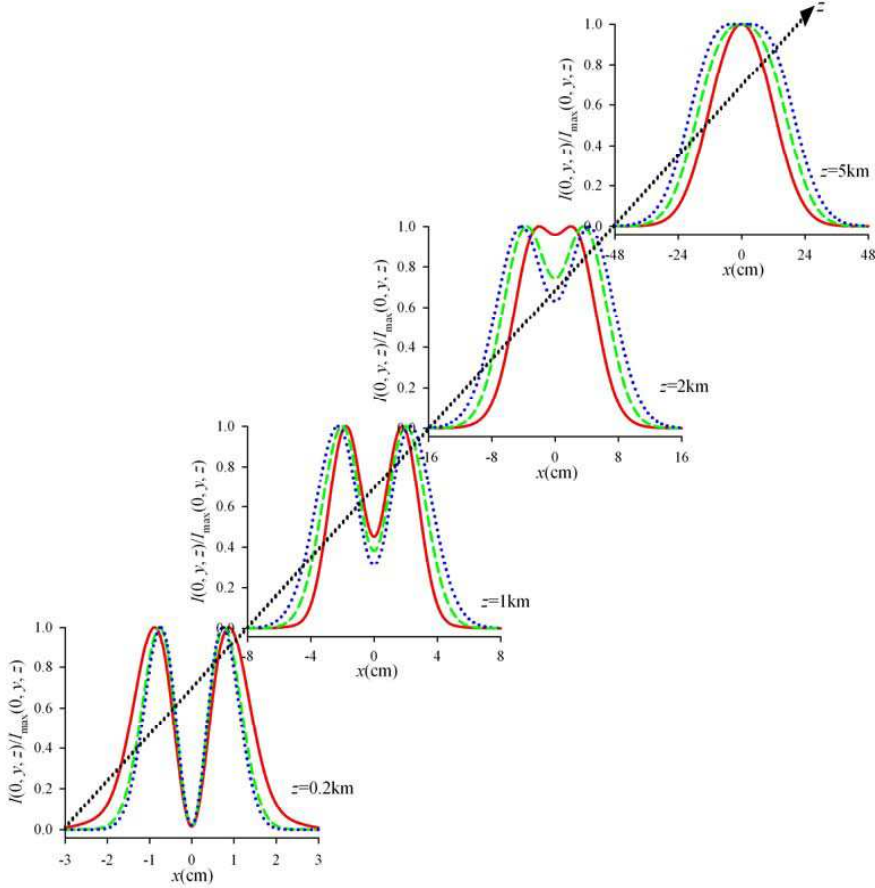 z
I(0, y, z)/I_max(0, y, z)
1.0
0.8
0.6
0.4
0.2
0.0
z=5km
-48 -24 0 24 48
x(cm)
I(0, y, z)/I_max(0, y, z)
1.0
0.8
0.6
0.4
0.2
0.0
z=2km
-16 -8 0 8 16
x(cm)
I(0, y, z)/I_max(0, y, z)
1.0
0.8
0.6
0.4
0.2
0.0
z=1km
-8 -4 0 4 8
x(cm)
I(0, y, z)/I_max(0, y, z)
1.0
0.8
0.6
0.4
0.2
0.0
z=0.2km
-3 -2 -1 0 1 2 3
x(cm)